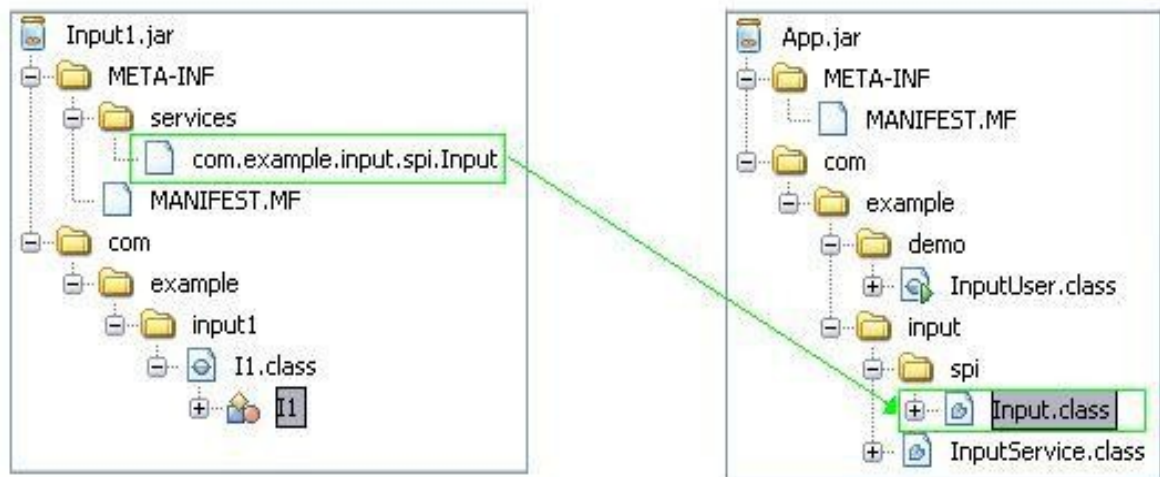 Input1.jar
META-INF
services
com.example.input.spi.Input
MANIFEST.MF
com
example
input1
I1.class
I1
App.jar
META-INF
MANIFEST.MF
com
example
demo
InputUser.class
input
spi
Input.class
InputService.class